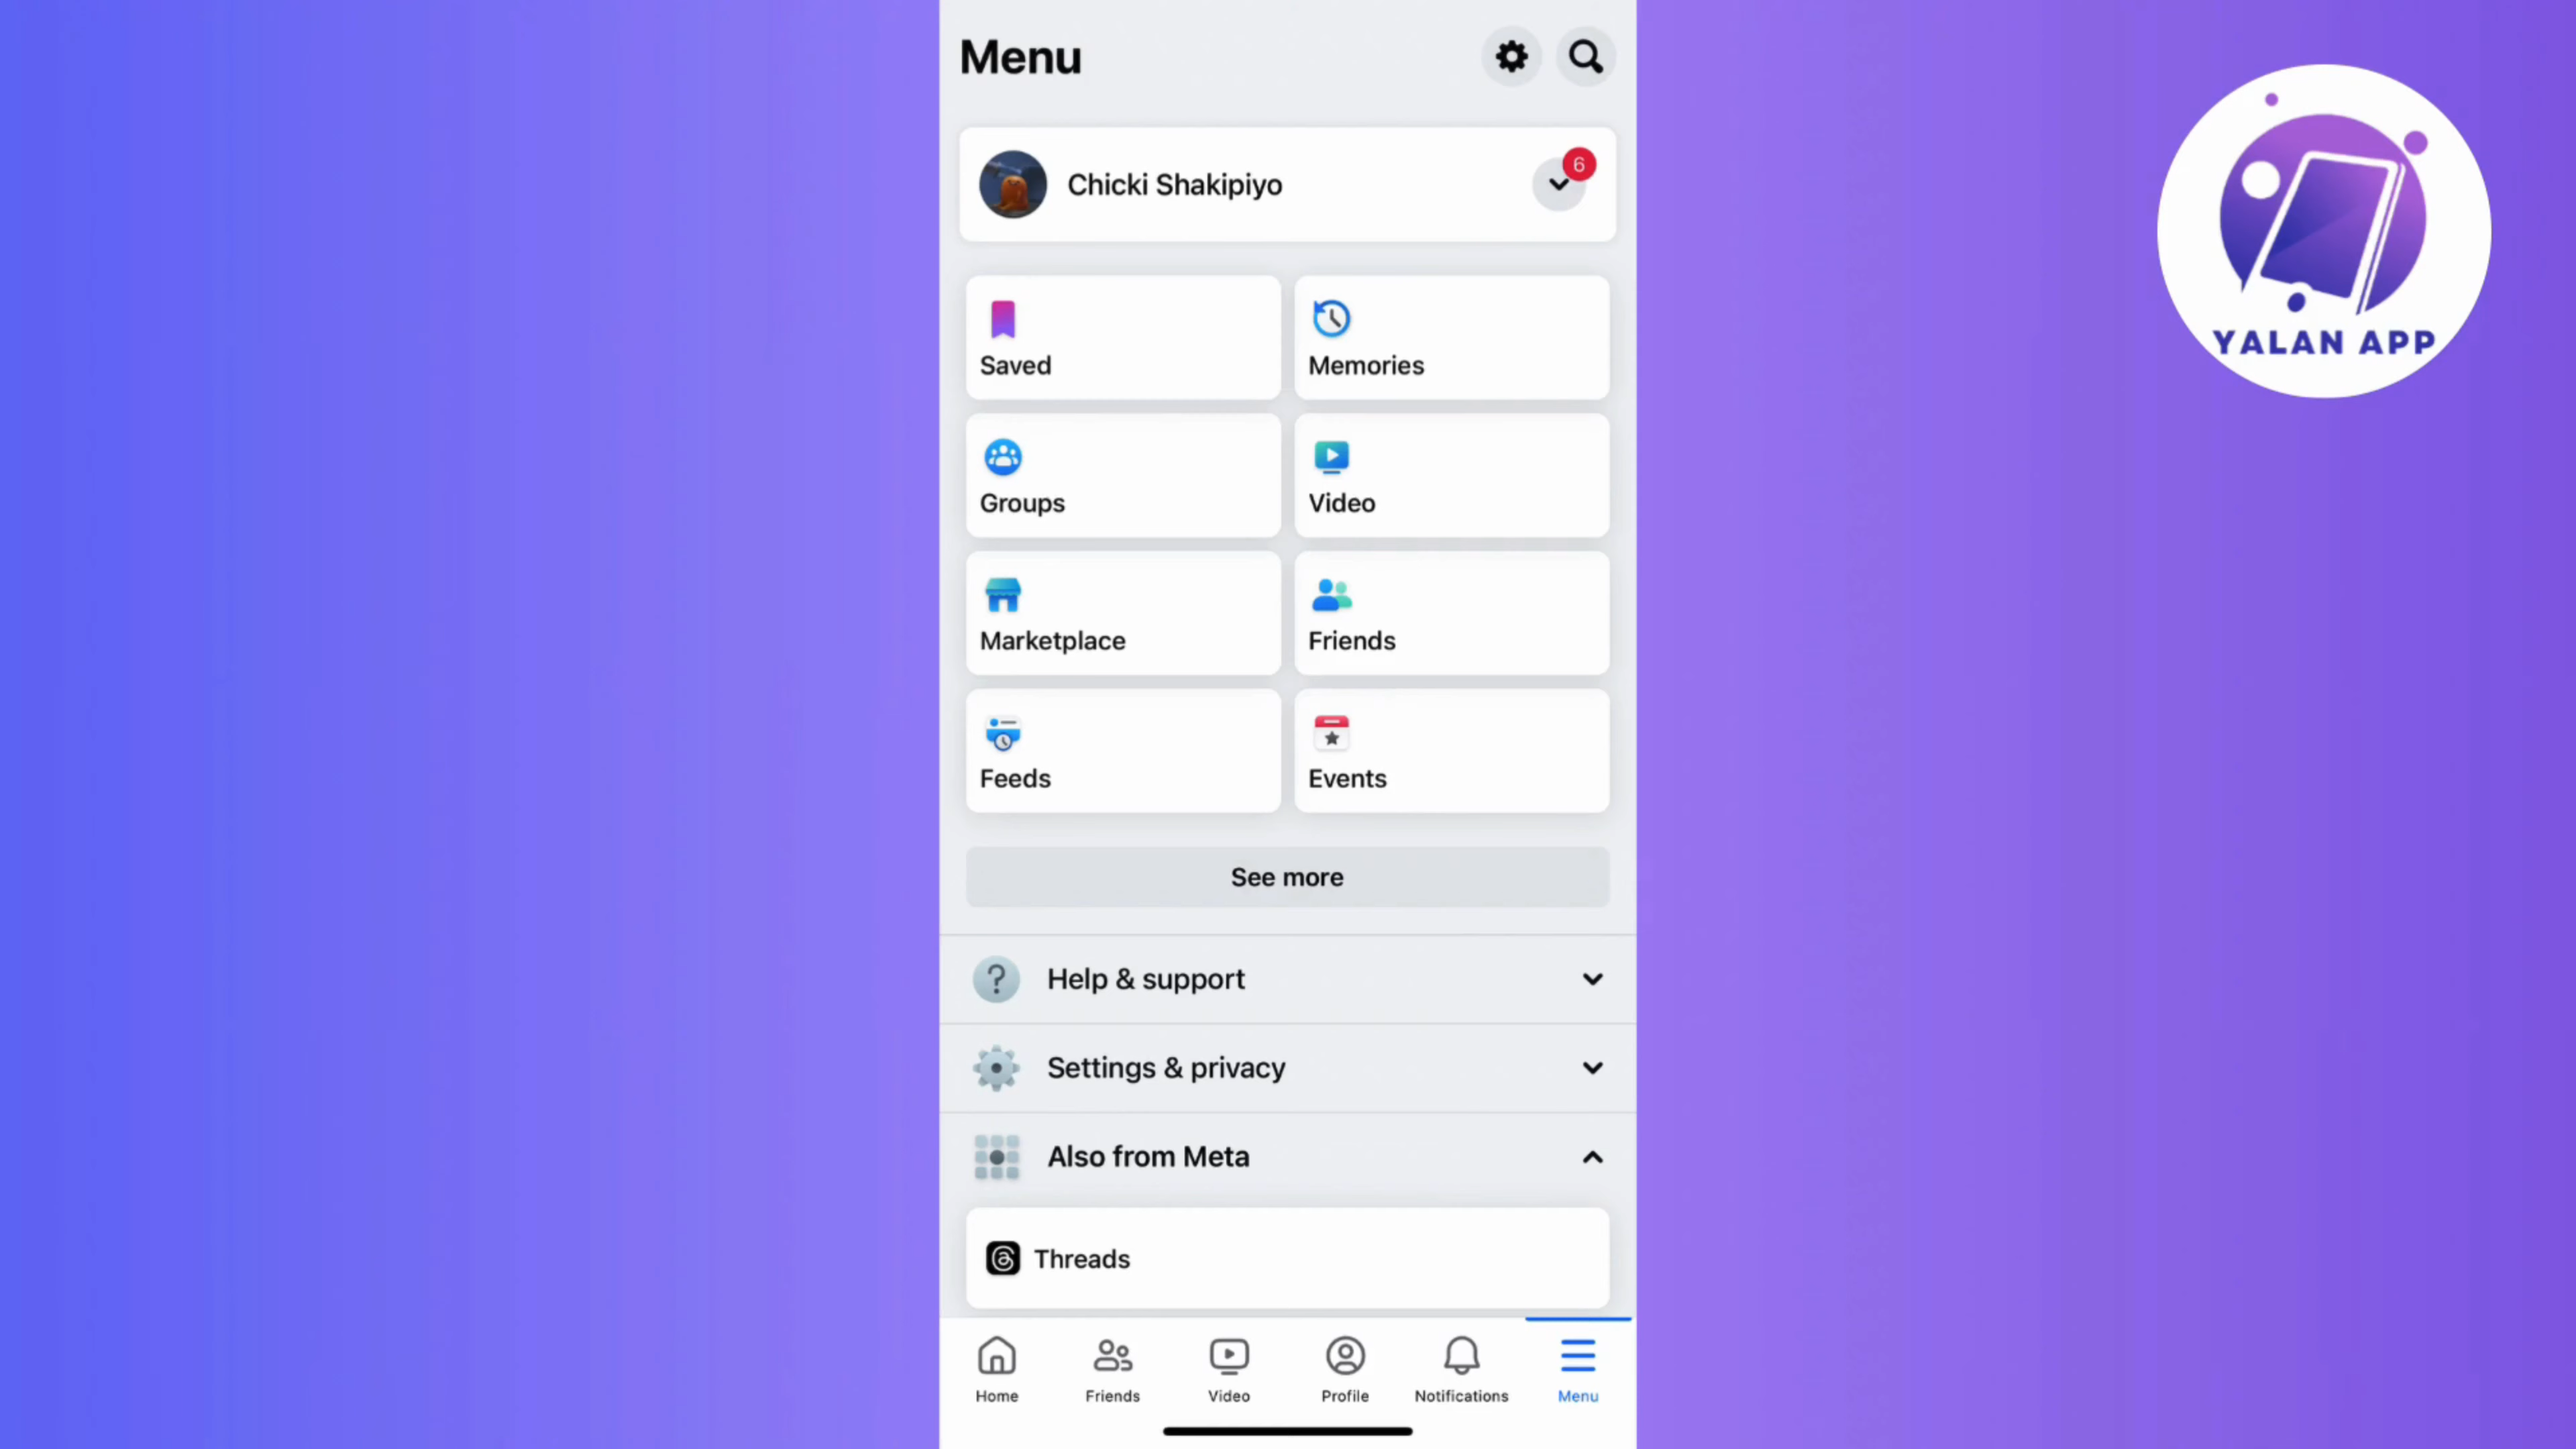 Menu
Chicki Shakipiyo
6
Saved
Memories
Groups
Video
Marketplace
Friends
Feeds
Events
See more
Help & support
Settings & privacy
Also from Meta
Threads
Home
Friends
Video
Profile
Notifications
Menu
YALAN APP